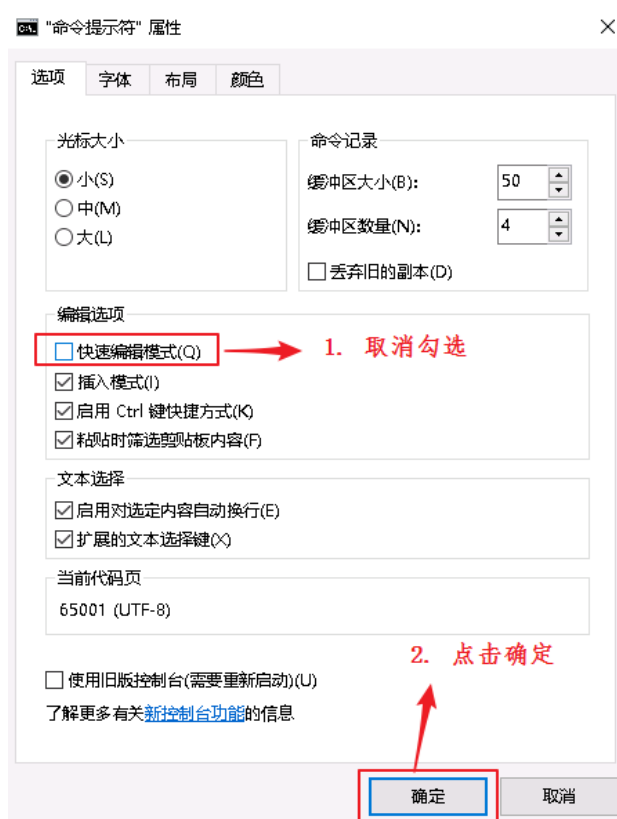 "命令提示符" 属性
选项 字体 布局 颜色
光标大小
小(S)
中(M)
大(L)
命令记录
缓冲区大小(B): 50
缓冲区数量(N): 4
丢弃旧的副本(D)
编辑选项
快速编辑模式(Q) 1. 取消勾选
插入模式(I)
启用 Ctrl 键快捷方式(K)
粘贴时筛选剪贴板内容(F)
文本选择
启用对选定内容自动换行(E)
扩展的文本选择键(X)
当前代码页
65001 (UTF-8)
2. 点击确定
使用旧版控制台(需要重新启动)(U)
了解更多有关新控制台功能的信息
确定 取消